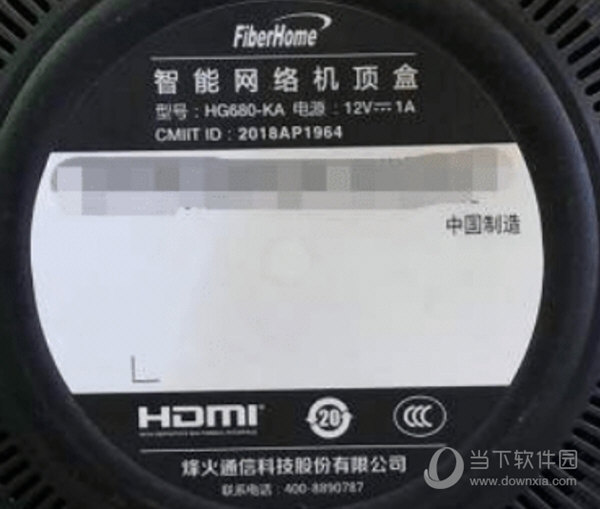 FiberHome
智能网络机顶盒
型号：HG680-KA 电源：12V⎓1A
CMIIT ID：2018AP1964
中国制造
HDMI
20
CCC
烽火通信科技股份有限公司
联系电话：400-8890787
当下软件园
www.downxia.com